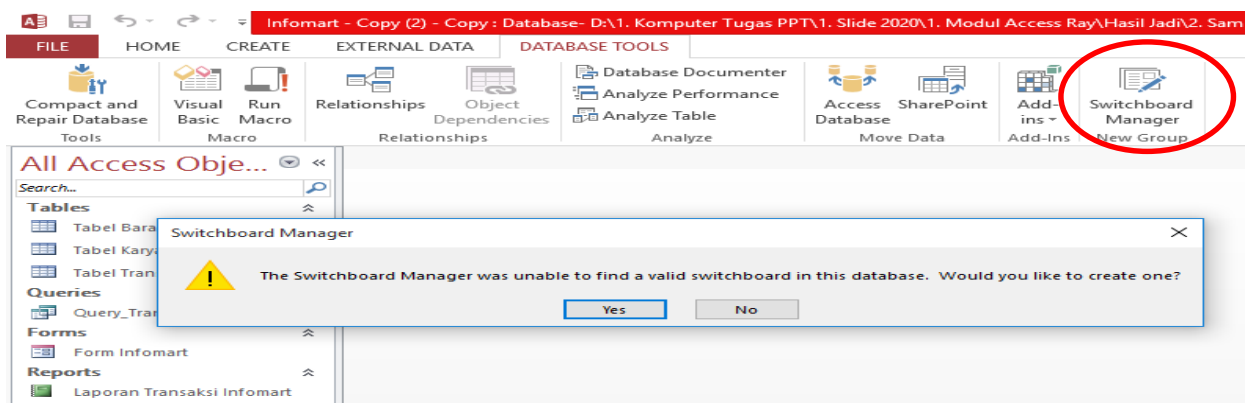 Infomart - Copy (2) - Copy : Database- D:\1. Komputer Tugas PPT\1. Slide 2020\1. Modul Access Ray\Hasil Jadi\2. Sam
FILE HOME CREATE EXTERNAL DATA DATABASE TOOLS
Compact and Repair Database
Visual Basic
Run Macro
Relationships
Object Dependencies
Database Documenter
Analyze Performance
Analyze Table
Access Database
SharePoint
Add-ins
Switchboard Manager
Tools Macro Relationships Analyze Move Data Add-Ins New Group
All Access Obje...
Search...
Tables
Tabel Bara
Tabel Kary
Tabel Tran
Queries
Query_Tra
Forms
Form Infomart
Reports
Laporan Transaksi Infomart
Switchboard Manager
The Switchboard Manager was unable to find a valid switchboard in this database. Would you like to create one?
Yes No